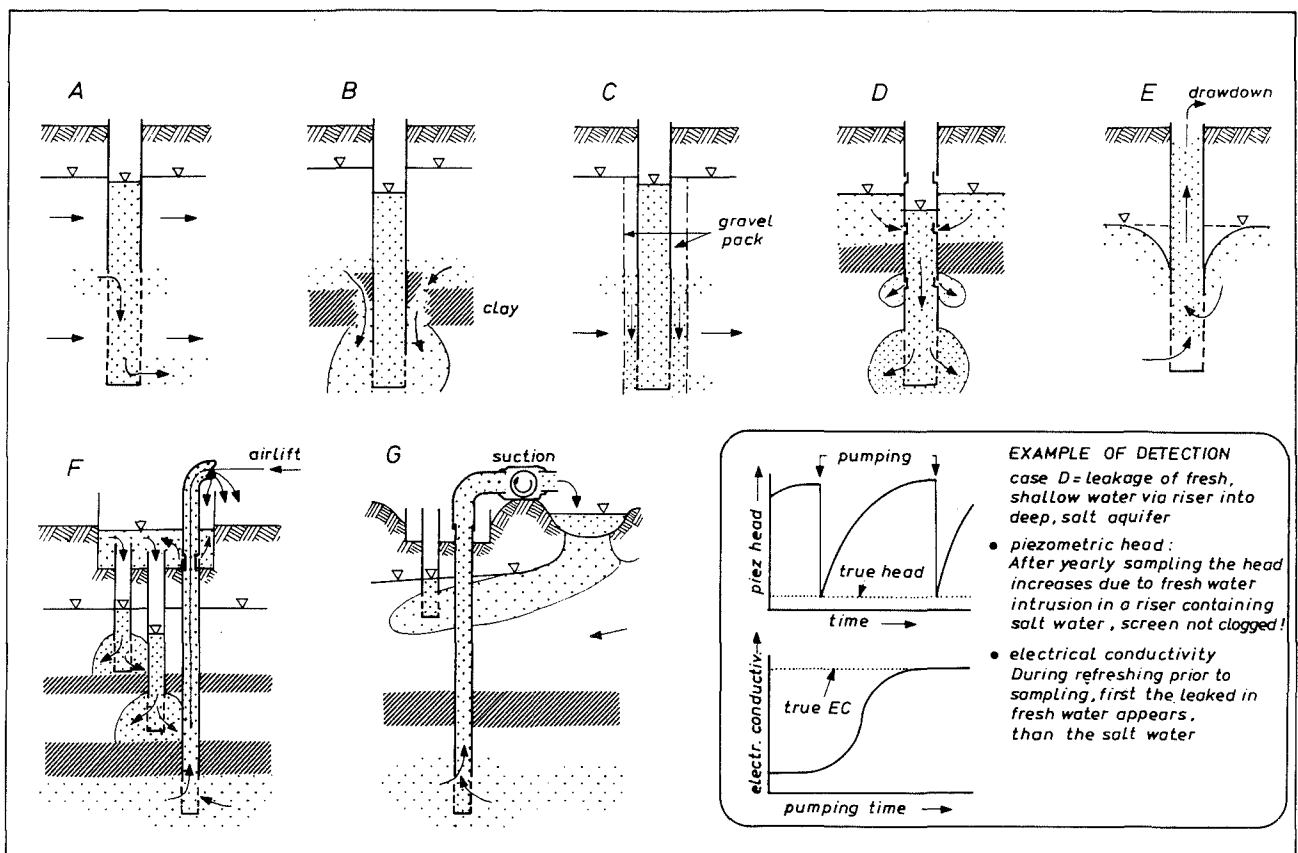 A
B
C
D
E
drawdown
gravel
pack
clay
F
airlift
G
suction
pumping
piez head
true head
time
electr. conductiv.
true EC
pumping time
EXAMPLE OF DETECTION
case D = leakage of fresh,
shallow water via riser into
deep, salt aquifer
• piezometric head :
After yearly sampling the head
increases due to fresh water
intrusion in a riser containing
salt water, screen not clogged!
• electrical conductivity
During refreshing prior to
sampling, first the leaked in
fresh water appears,
than the salt water